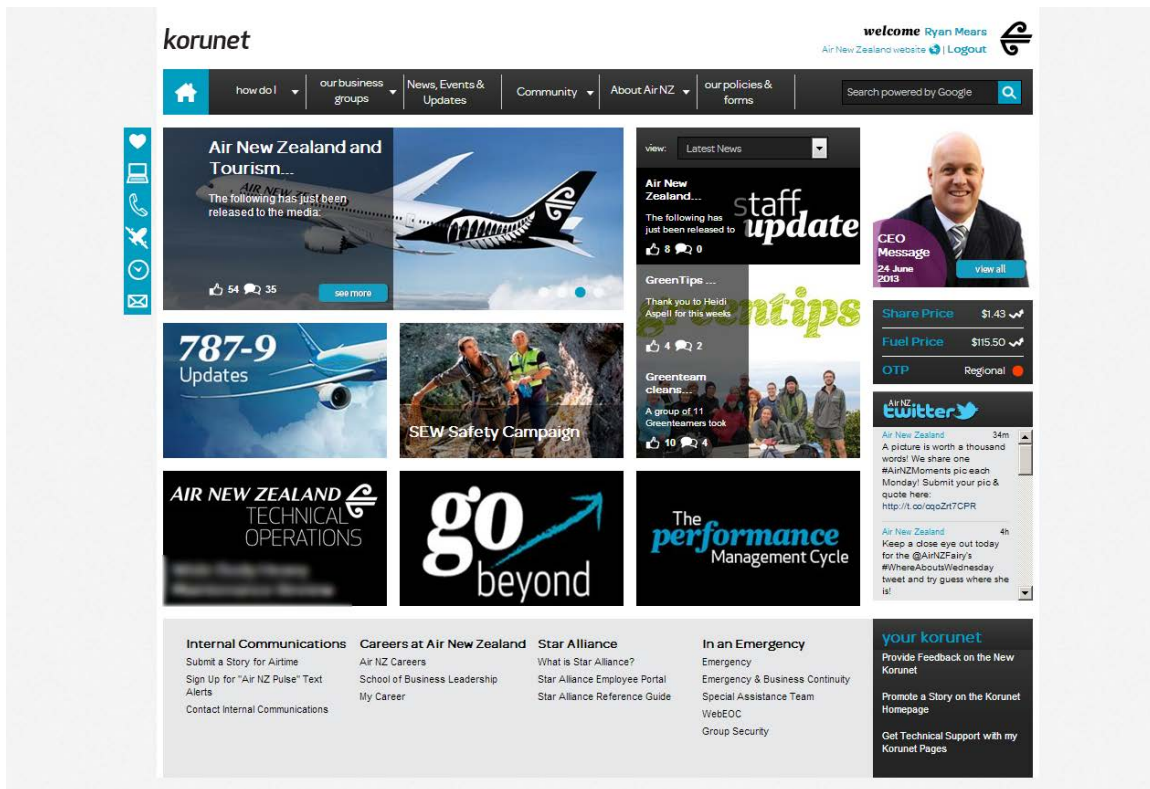 korunet
welcome Ryan Mears
Air New Zealand website | Logout
how do I
our business
groups
News, Events &
Updates
Community
About Air NZ
our policies &
forms
Search powered by Google
Air New Zealand and
Tourism...
The following has just been
released to the media:
54 35
see more
AIR NEW ZE
view: Latest News
Air New
Zealand...
The following has
just been released to
8 0
staff
update
GreenTips ...
Thank you to Heidi
Aspell for this weeks
4 2
greentips
Greenteam
cleans...
A group of 11
Greenteamers took
10 4
CEO
Message
24 June
2013
view all
Share Price $1.43
Fuel Price $115.50
OTP Regional
787-9
Updates
SEW Safety Campaign
Air NZ
twitter
Air New Zealand 34m
A picture is worth a thousand
words! We share one
#AirNZMoments pic each
Monday! Submit your pic &
quote here:
http://t.co/cqoZrt7CPR
Air New Zealand 4h
Keep a close eye out today
for the @AirNZFairy's
#WhereAboutsWednesday
tweet and try guess where she
is!
AIR NEW ZEALAND
TECHNICAL
OPERATIONS
go
beyond
The
performance
Management Cycle
Internal Communications
Submit a Story for Airtime
Sign Up for "Air NZ Pulse" Text
Alerts
Contact Internal Communications
Careers at Air New Zealand
Air NZ Careers
School of Business Leadership
My Career
Star Alliance
What is Star Alliance?
Star Alliance Employee Portal
Star Alliance Reference Guide
In an Emergency
Emergency
Emergency & Business Continuity
Special Assistance Team
WebEOC
Group Security
your korunet
Provide Feedback on the New
Korunet
Promote a Story on the Korunet
Homepage
Get Technical Support with my
Korunet Pages